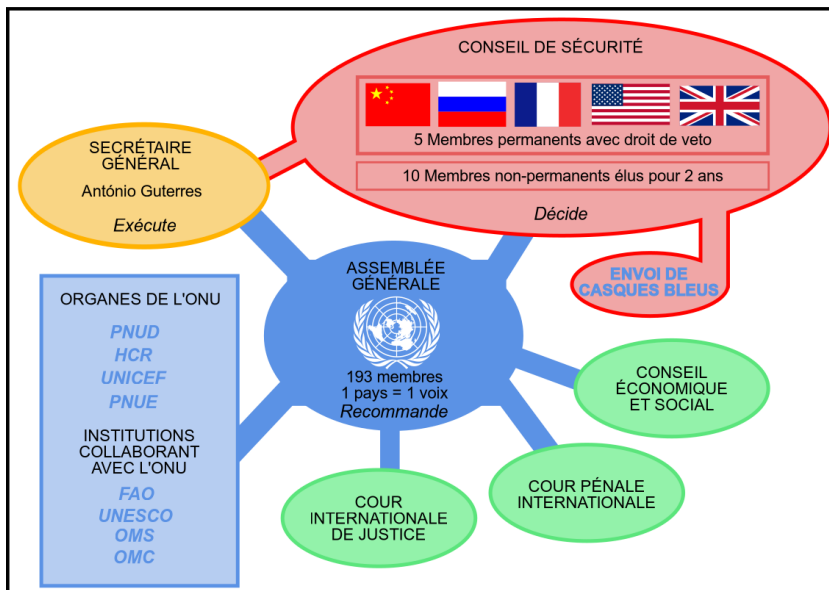 CONSEIL DE SÉCURITÉ
5 Membres permanents avec droit de veto
10 Membres non-permanents élus pour 2 ans
Décide
SECRÉTAIRE
GÉNÉRAL
António Guterres
Exécute
ENVOI DE
CASQUES BLEUS
ASSEMBLÉE
GÉNÉRALE
193 membres
1 pays = 1 voix
Recommande
ORGANES DE L'ONU
PNUD
HCR
UNICEF
PNUE
INSTITUTIONS
COLLABORANT
AVEC L'ONU
FAO
UNESCO
OMS
OMC
CONSEIL
ÉCONOMIQUE
ET SOCIAL
COUR PÉNALE
INTERNATIONALE
COUR
INTERNATIONALE
DE JUSTICE